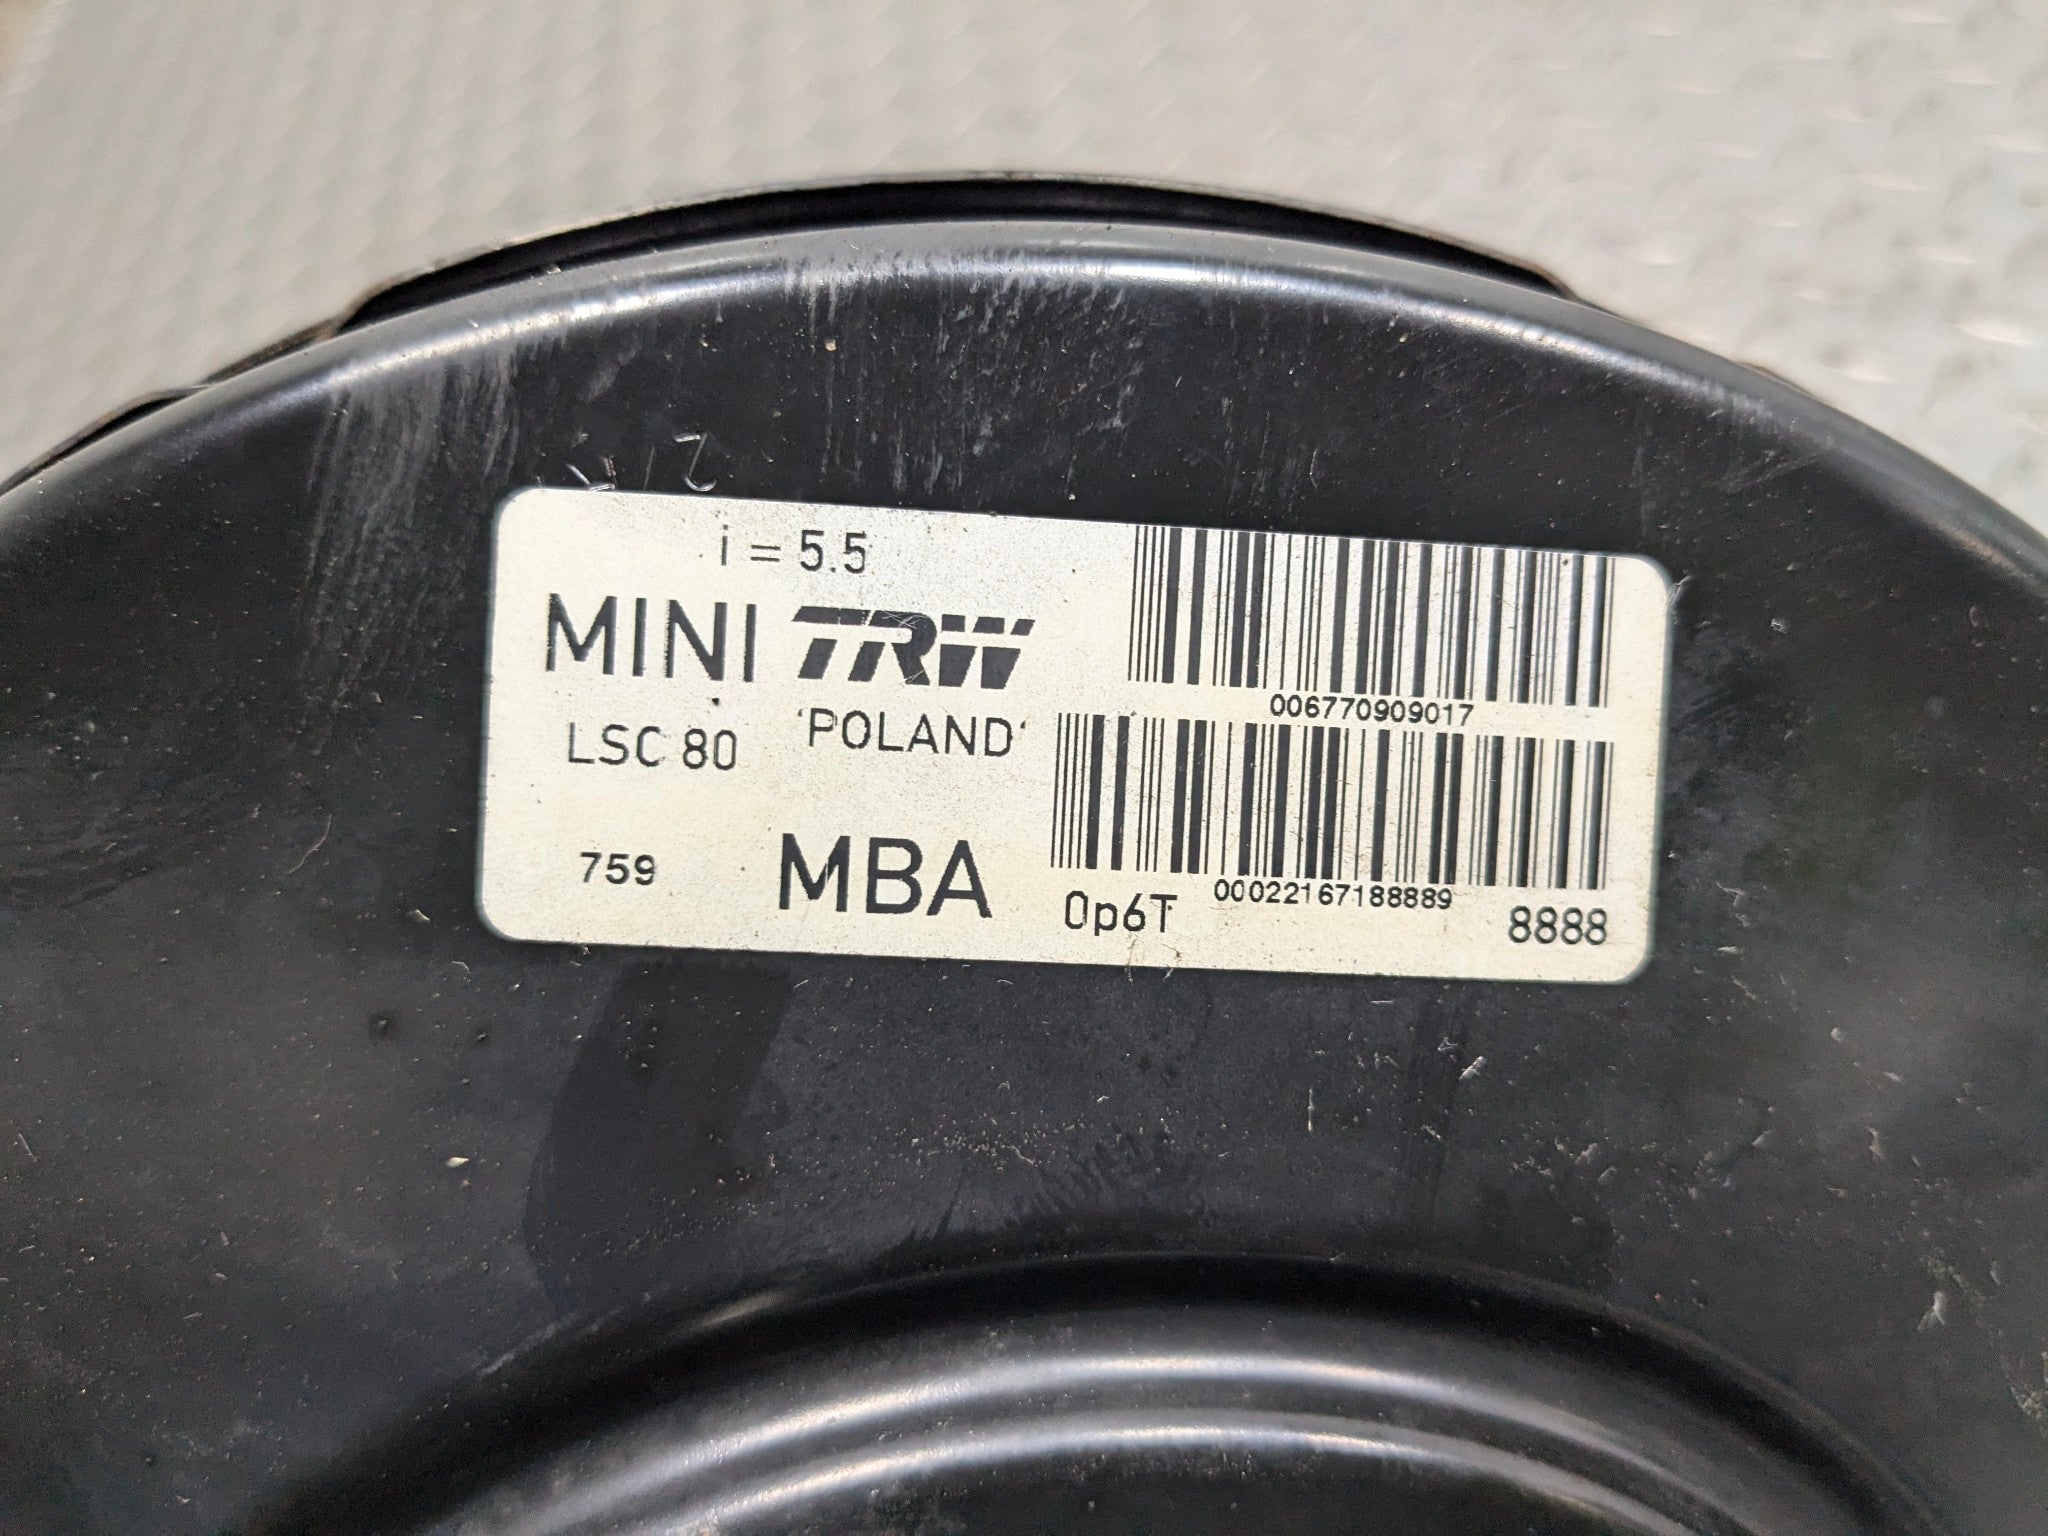 i = 5.5
MINI TRW
006770909017
LSC 80 'POLAND'
759 MBA 0p6T 00022167188889 8888